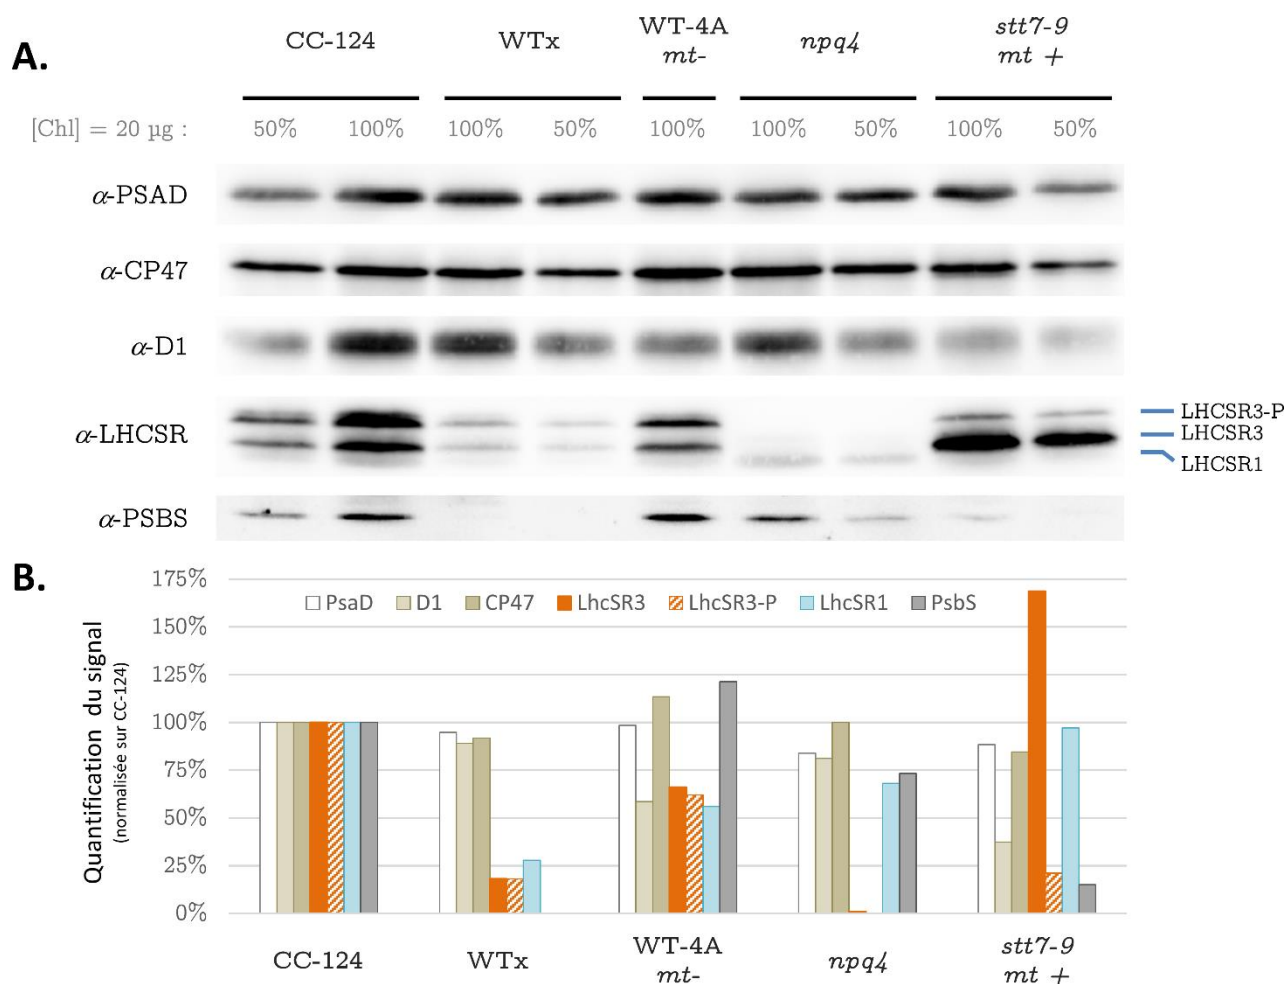 A.
CC-124 WTx WT-4A mt- npq4 stt7-9 mt +
[Chl] = 20 µg : 50% 100% 100% 50% 100% 100% 50% 100% 50%
α-PSAD
α-CP47
α-D1
α-LHCSR
LHCSR3-P
LHCSR3
LHCSR1
α-PSBS
B.
Quantification du signal
(normalisée sur CC-124)
175%
150%
125%
100%
75%
50%
25%
0%
PsaD D1 CP47 LhcSR3 LhcSR3-P LhcSR1 PsbS
CC-124 WTx WT-4A mt- npq4 stt7-9 mt +